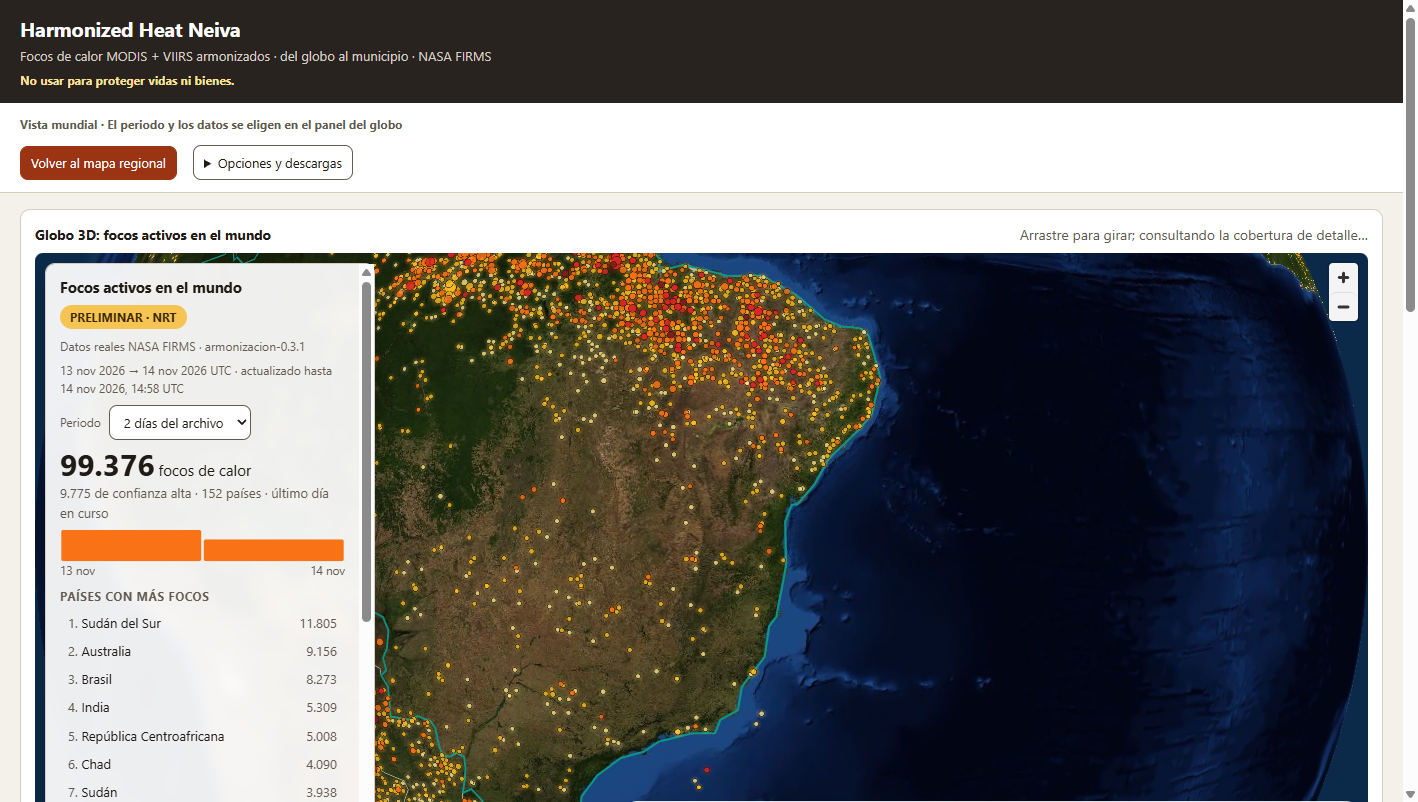 Harmonized Heat Neiva
Focos de calor MODIS + VIIRS armonizados · del globo al municipio · NASA FIRMS
No usar para proteger vidas ni bienes.
Vista mundial · El periodo y los datos se eligen en el panel del globo
Volver al mapa regional
▶ Opciones y descargas
Globo 3D: focos activos en el mundo
Arrastre para girar; consultando la cobertura de detalle...
+
−
Focos activos en el mundo
PRELIMINAR · NRT
Datos reales NASA FIRMS · armonizacion-0.3.1
13 nov 2026 → 14 nov 2026 UTC · actualizado hasta
14 nov 2026, 14:58 UTC
Periodo 2 días del archivo
99.376 focos de calor
9.775 de confianza alta · 152 países · último día
en curso
13 nov 14 nov
PAÍSES CON MÁS FOCOS
1. Sudán del Sur 11.805
2. Australia 9.156
3. Brasil 8.273
4. India 5.309
5. República Centroafricana 5.008
6. Chad 4.090
7. Sudán 3.938